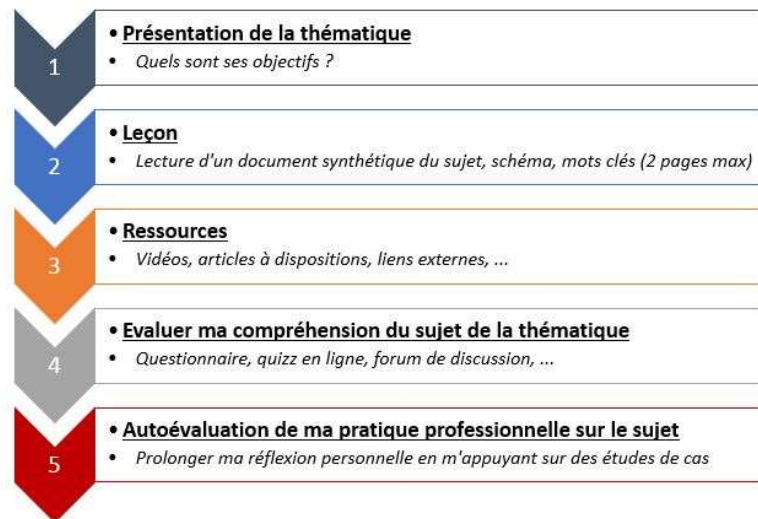 1
• Présentation de la thématique
• Quels sont ses objectifs ?
2
• Leçon
• Lecture d'un document synthétique du sujet, schéma, mots clés (2 pages max)
3
• Ressources
• Vidéos, articles à dispositions, liens externes, ...
4
• Evaluer ma compréhension du sujet de la thématique
• Questionnaire, quizz en ligne, forum de discussion, ...
5
• Autoévaluation de ma pratique professionnelle sur le sujet
• Prolonger ma réflexion personnelle en m'appuyant sur des études de cas